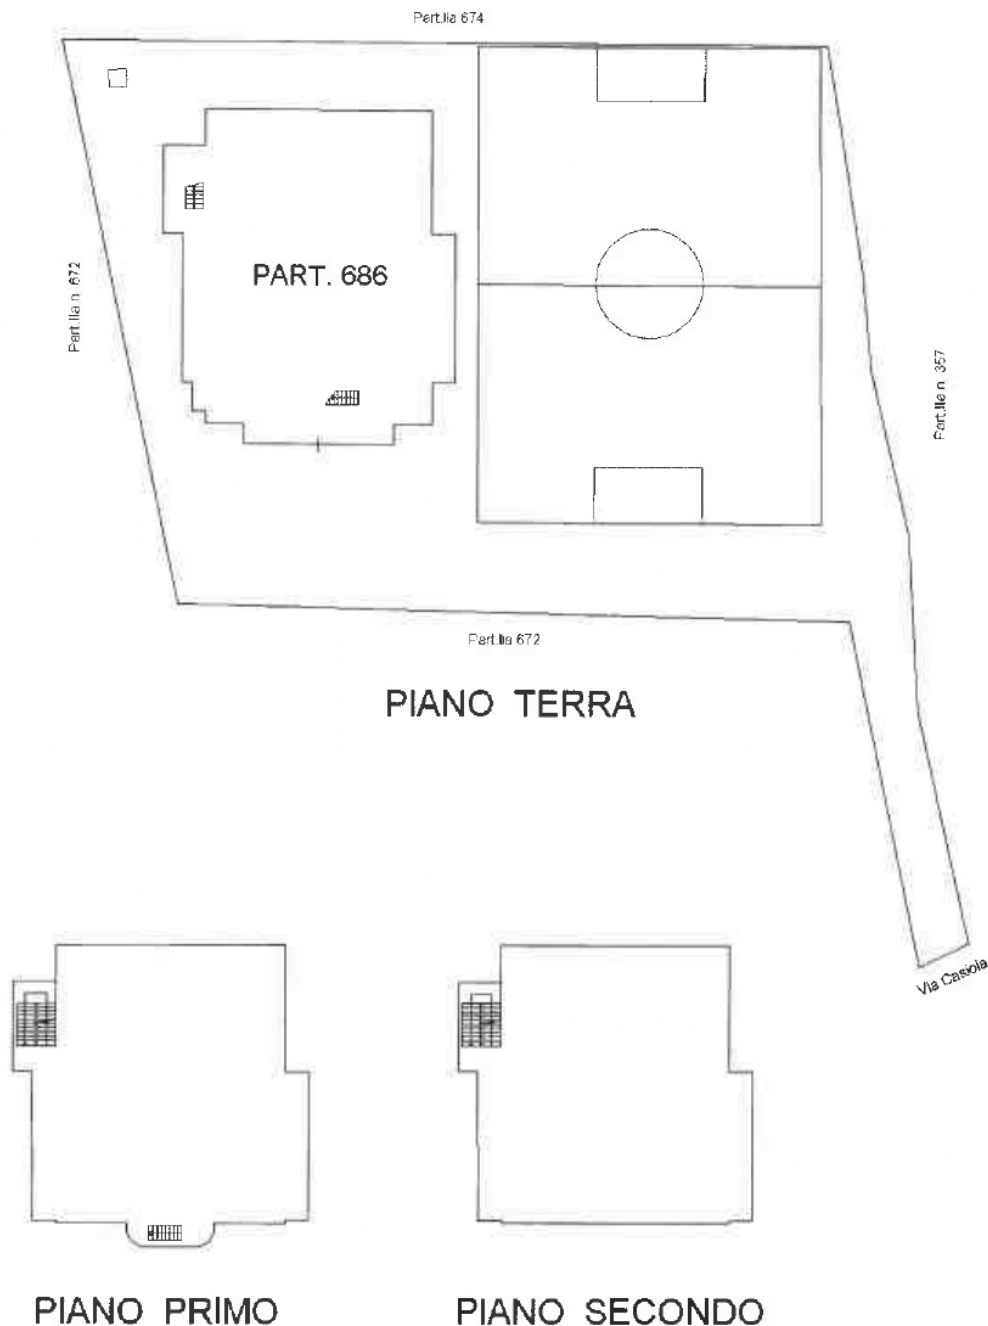 Part.lla 674
PART. 686
Part.lla n. 672
Part.lla n. 357
Part.lla 672
PIANO TERRA
Via Casiola
PIANO PRIMO
PIANO SECONDO